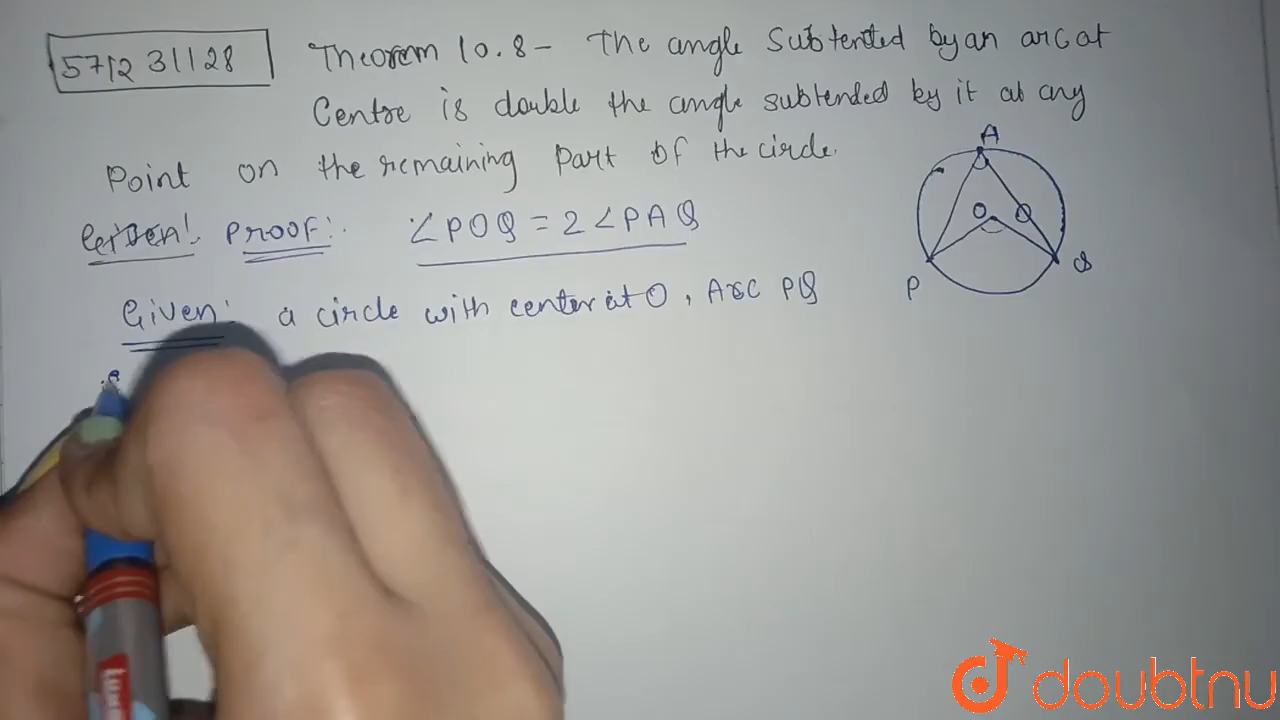 5712 31128
Theorem 10.8- The angle Subtended by an arc at
Centre is double the angle subtended by it at any
Point on the remaining Part of the circle.
Given: PROOF: ∠POQ = 2∠PAQ
Given: a circle with center at O, Arc PQ
A
O
P
Q
doubtnut